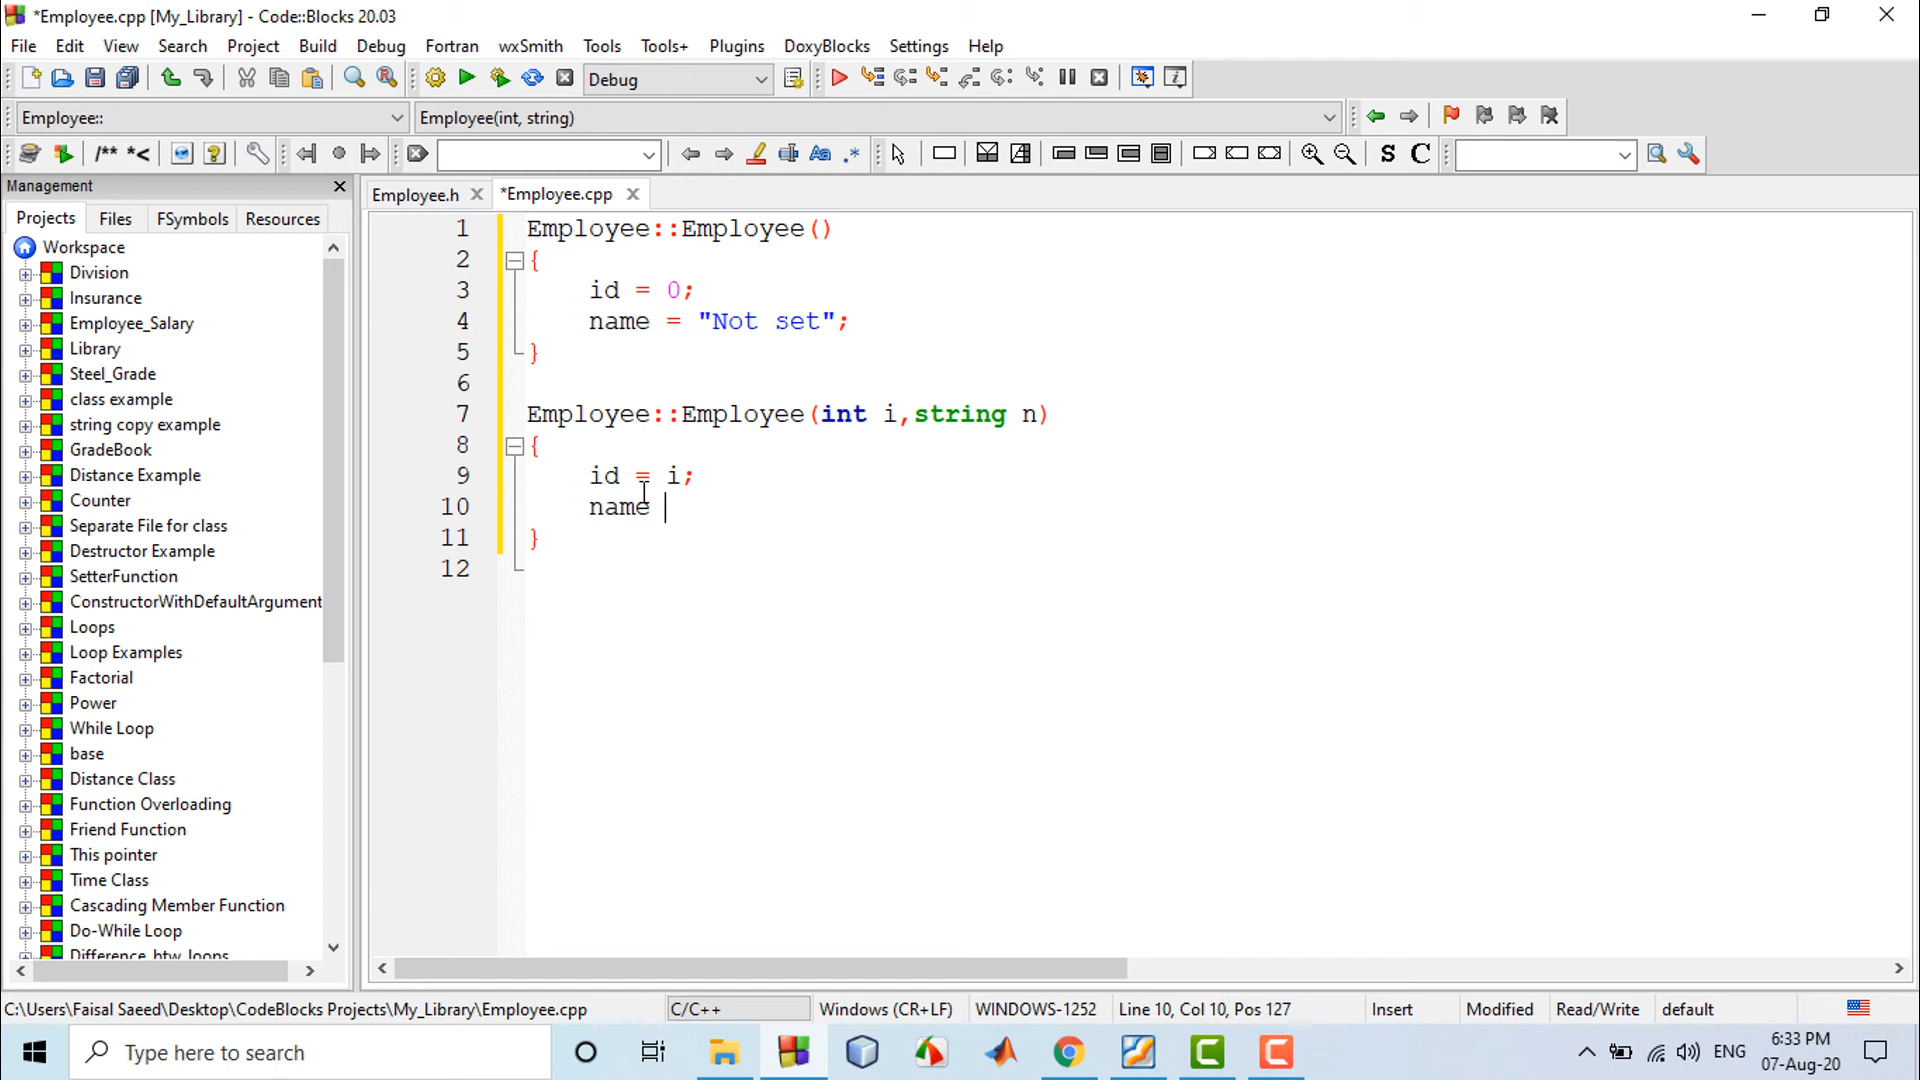 *Employee.cpp [My_Library] - Code::Blocks 20.03
File Edit View Search Project Build Debug Fortran wxSmith Tools Tools+ Plugins DoxyBlocks Settings Help
Debug
Employee:: Employee(int, string)
/** *< Aa .* S C
Management
Projects Files FSymbols Resources
Employee.h *Employee.cpp
Workspace
Division
Insurance
Employee_Salary
Library
Steel_Grade
class example
string copy example
GradeBook
Distance Example
Counter
Separate File for class
Destructor Example
SetterFunction
ConstructorWithDefaultArgument
Loops
Loop Examples
Factorial
Power
While Loop
base
Distance Class
Function Overloading
Friend Function
This pointer
Time Class
Cascading Member Function
Do-While Loop
Difference_btw_loops
1 Employee::Employee()
2 {
3 id = 0;
4 name = "Not set";
5 }
6
7 Employee::Employee(int i,string n)
8 {
9 id = i;
10 name
11 }
12
C:\Users\Faisal Saeed\Desktop\CodeBlocks Projects\My_Library\Employee.cpp C/C++ Windows (CR+LF) WINDOWS-1252 Line 10, Col 10, Pos 127 Insert Modified Read/Write default
Type here to search
ENG
6:33 PM
07-Aug-20